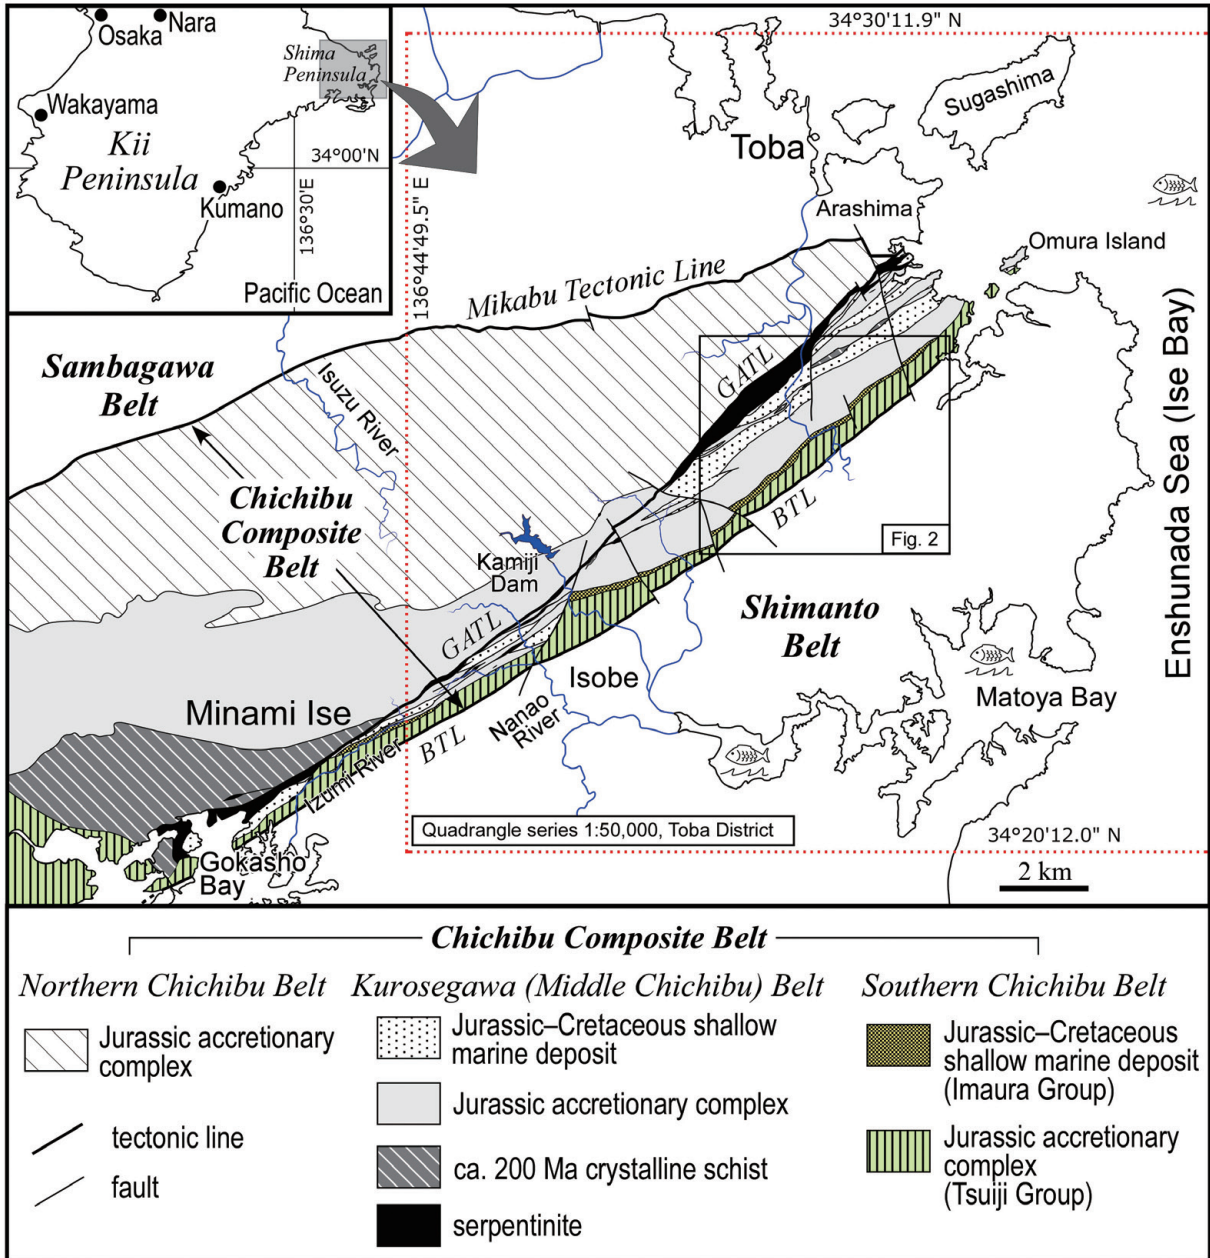 Osaka
Nara
Shima
Peninsula
Wakayama
Kii
Peninsula
34°00'N
Kumano
136°30'E
Pacific Ocean
34°30'11.9" N
136°44'49.5" E
Sugashima
Toba
Arashima
Omura Island
Mikabu Tectonic Line
Sambagawa
Belt
Isuzu River
GATL
Enshunada Sea (Ise Bay)
Chichibu
Composite
Belt
Kamiji
Dam
BTL
Fig. 2
Shimanto
Belt
GATL
Isobe
Minami Ise
Nanao
River
Matoya Bay
BTL
Izumi River
Quadrangle series 1:50,000, Toba District
34°20'12.0" N
Gokasho
Bay
2 km
Chichibu Composite Belt
Northern Chichibu Belt
Jurassic accretionary
complex
tectonic line
fault
Kurosegawa (Middle Chichibu) Belt
Jurassic–Cretaceous shallow
marine deposit
Jurassic accretionary complex
ca. 200 Ma crystalline schist
serpentinite
Southern Chichibu Belt
Jurassic–Cretaceous
shallow marine deposit
(Imaura Group)
Jurassic accretionary
complex
(Tsuiji Group)